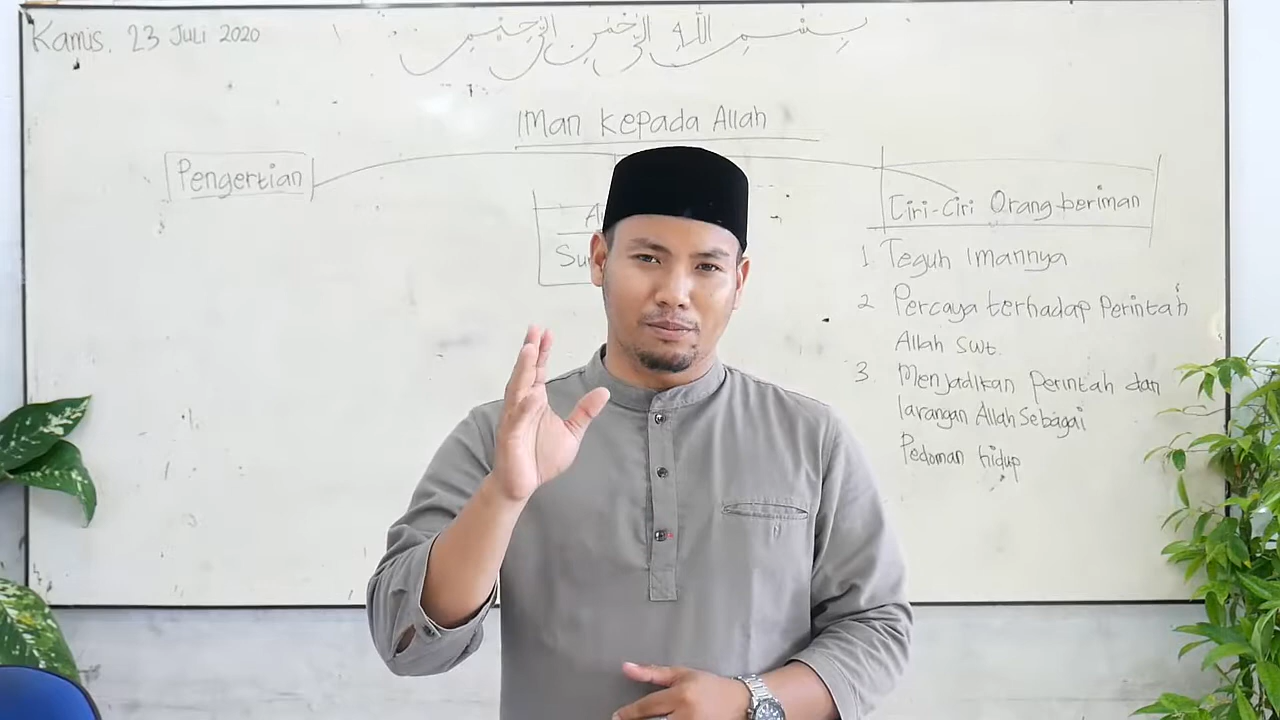 Kamis, 23 Juli 2020
بِسْمِ اللَّهِ الرَّحْمَنِ الرَّحِيْمِ
Iman kepada Allah
Pengertian
Ciri-Ciri Orang beriman
1 Teguh Imannya
2 Percaya terhadap Perintah
Allah swt.
3. Menjadikan Perintah dan
larangan Allah Sebagai
Pedoman hidup